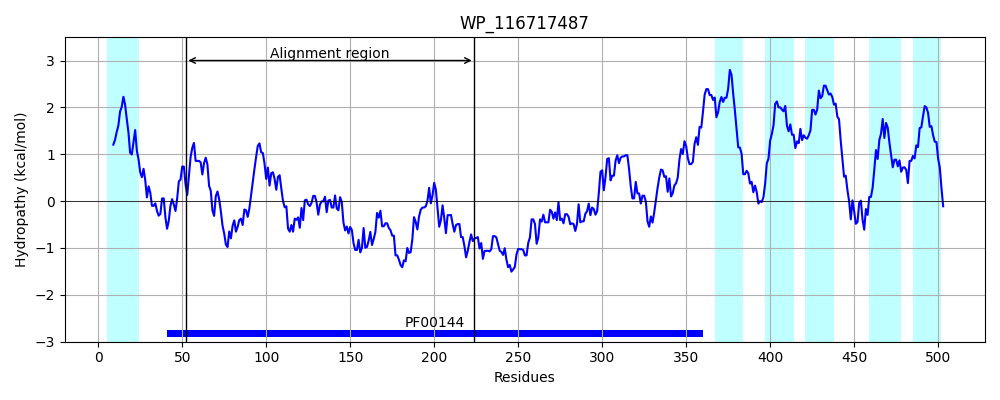 WP_116717487
Hydropathy (kcal/mol)
3
2
1
0
−1
−2
−3
Alignment region
PF00144
0 50 100 150 200 250 300 350 400 450 500
Residues